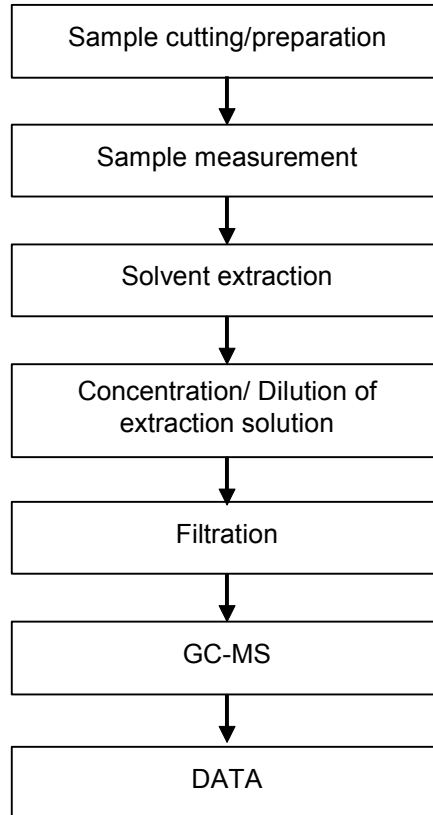 Sample cutting/preparation
Sample measurement
Solvent extraction
Concentration/ Dilution of
extraction solution
Filtration
GC-MS
DATA